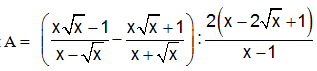 A = ( (x√x − 1)/(x − √x) − (x√x + 1)/(x + √x) ) : 2(x − 2√x + 1)/(x − 1)